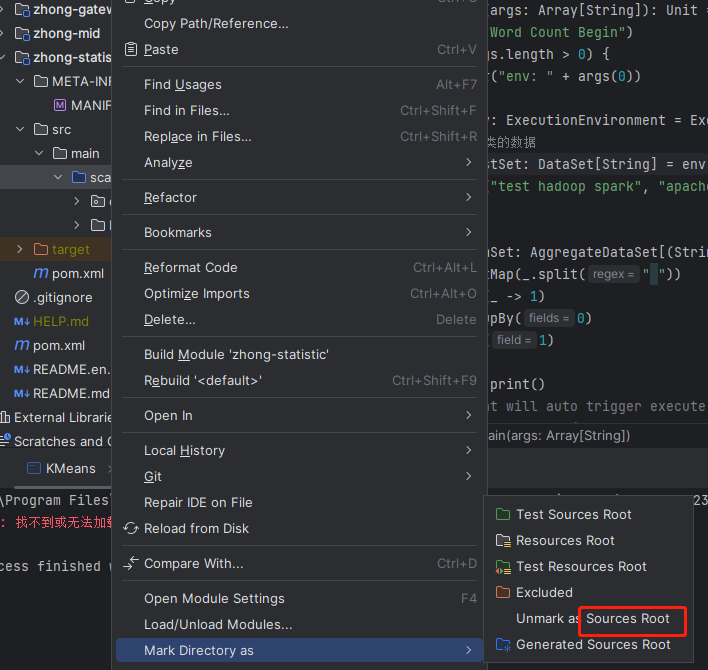 zhong-gatew
zhong-mid
zhong-statis
META-INF
MANIF
src
main
sca
target
pom.xml
.gitignore
HELP.md
pom.xml
README.en.
README.md
External Librarie
Scratches and C
KMeans
\Program Files\
: 找不到或无法加载
cess finished w
Copy
Copy Path/Reference...
Paste Ctrl+V
Find Usages Alt+F7
Find in Files... Ctrl+Shift+F
Replace in Files... Ctrl+Shift+R
Analyze
Refactor
Bookmarks
Reformat Code Ctrl+Alt+L
Optimize Imports Ctrl+Alt+O
Delete... Delete
Build Module 'zhong-statistic'
Rebuild '<default>' Ctrl+Shift+F9
Open In
Local History
Git
Repair IDE on File
Reload from Disk
Compare With... Ctrl+D
Open Module Settings F4
Load/Unload Modules...
Mark Directory as
(args: Array[String]): Unit =
Word Count Begin")
gs.length > 0) {
r("env: " + args(0))
: ExecutionEnvironment = Exe
类的数据
stSet: DataSet[String] = env
("test hadoop spark", "apache
aSet: AggregateDataSet[(Strin
tMap(_.split( regex = " "))
(_ -> 1)
upBy( fields = 0)
( field = 1)
print()
nt will auto trigger execute
ain(args: Array[String])
23
Test Sources Root
Resources Root
Test Resources Root
Excluded
Unmark as Sources Root
Generated Sources Root